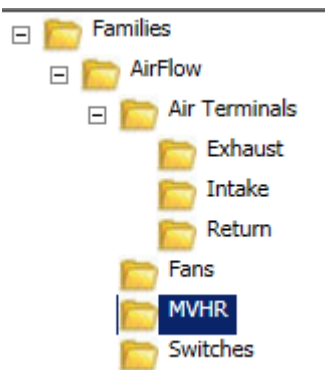 Families
AirFlow
Air Terminals
Exhaust
Intake
Return
Fans
MVHR
Switches